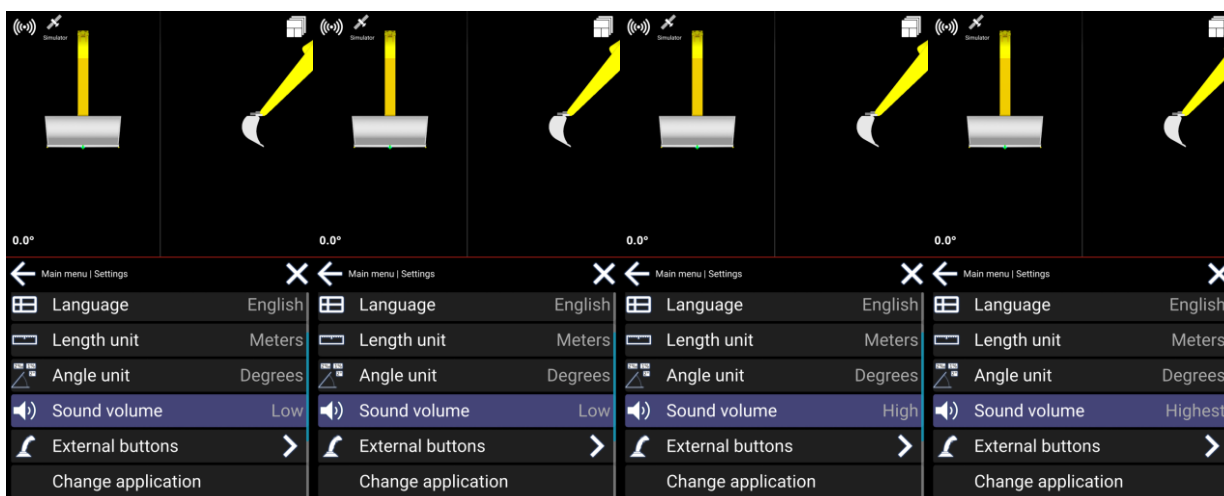 Simulator
0.0°
Main menu | Settings
Language English
Length unit Meters
Angle unit Degrees
Sound volume Low
External buttons
Change application
Simulator
0.0°
Main menu | Settings
Language English
Length unit Meters
Angle unit Degrees
Sound volume Low
External buttons
Change application
Simulator
0.0°
Main menu | Settings
Language English
Length unit Meters
Angle unit Degrees
Sound volume High
External buttons
Change application
Simulator
0.0°
Main menu | Settings
Language English
Length unit Meters
Angle unit Degrees
Sound volume Highest
External buttons
Change application